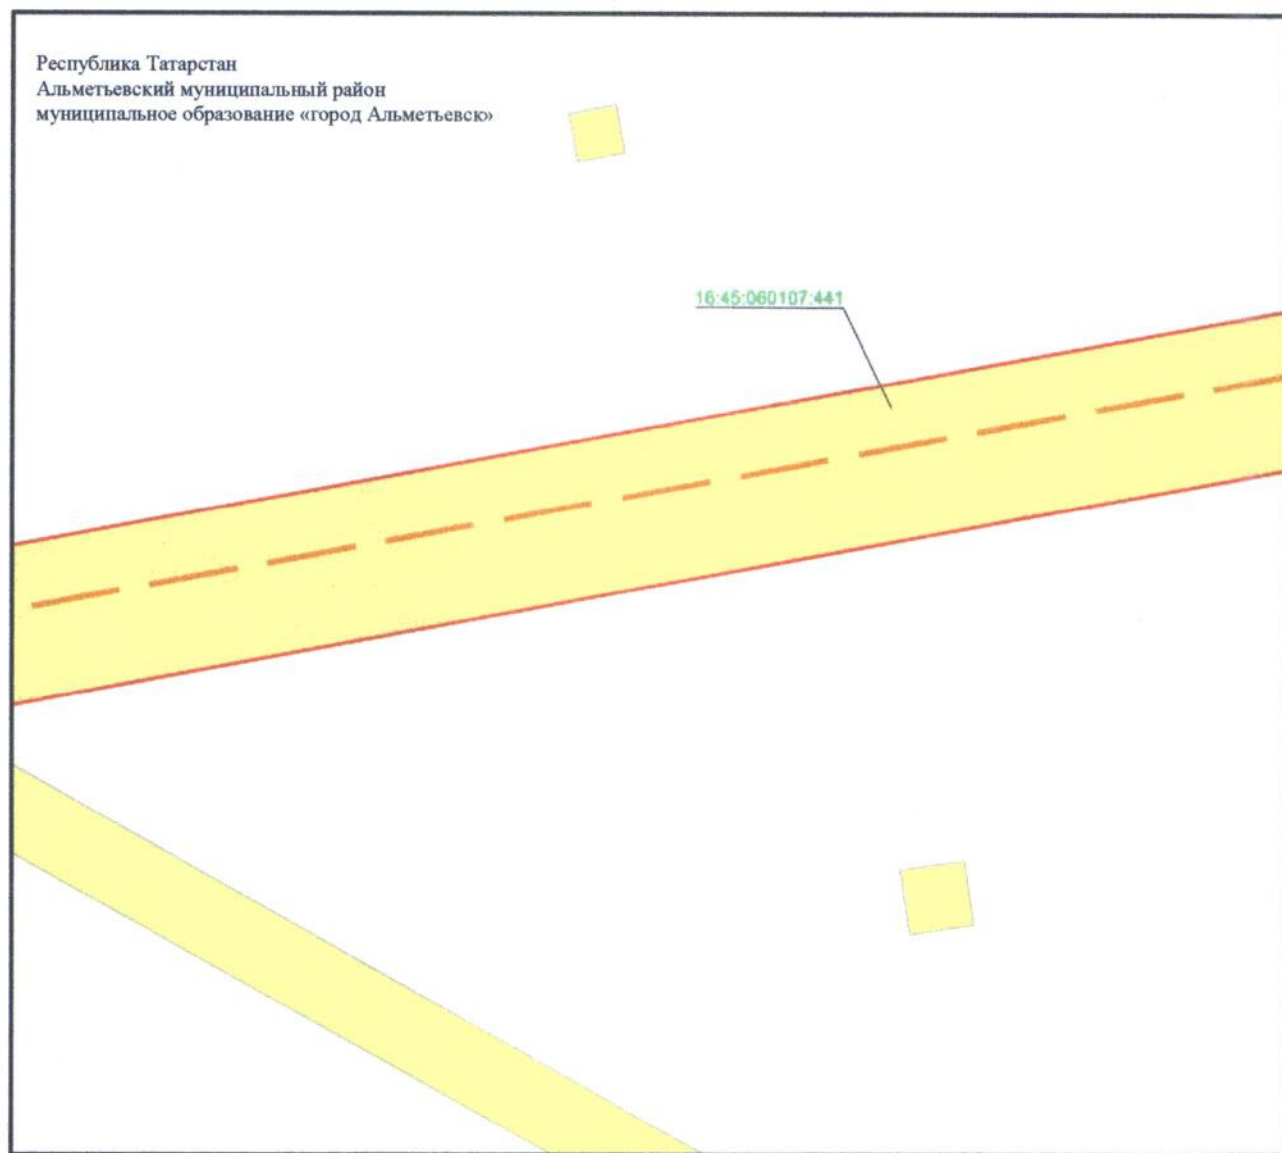 Республика Татарстан
Альметьевский муниципальный район
муниципальное образование «город Альметьевск»
16:45:060107:441